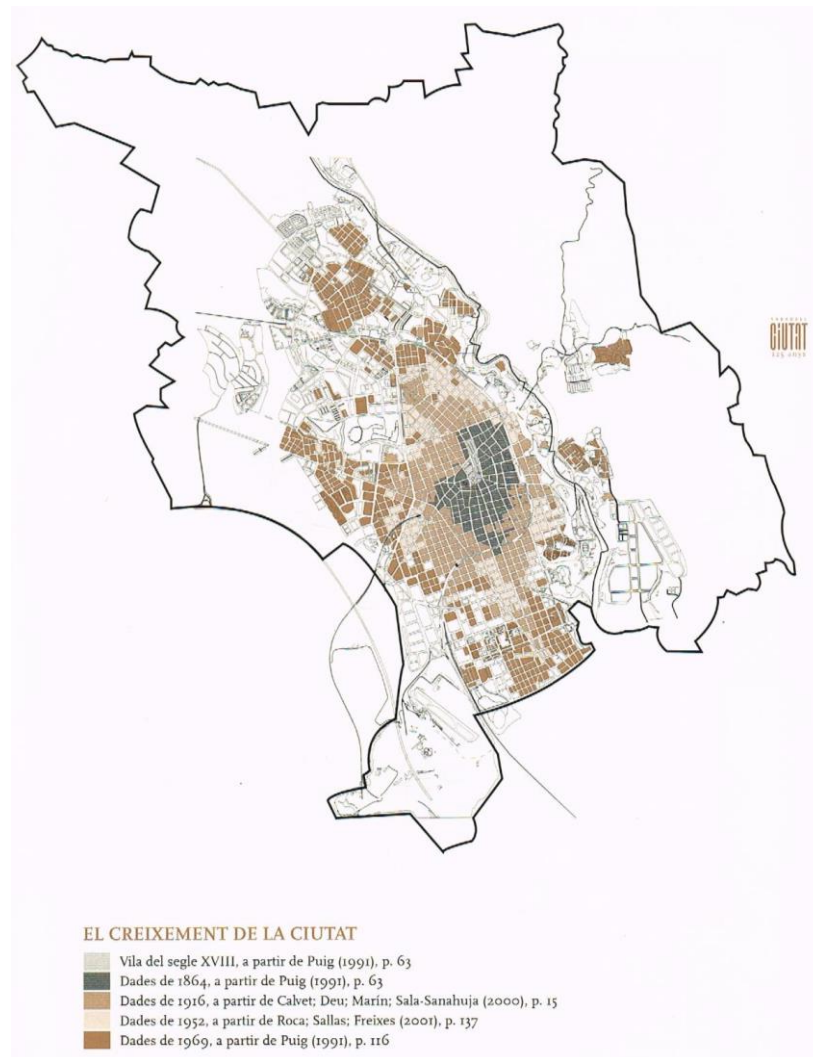 CIUTAT
EL CREIXEMENT DE LA CIUTAT
Vila del segle XVIII, a partir de Puig (1991), p. 63
Dades de 1864, a partir de Puig (1991), p. 63
Dades de 1916, a partir de Calvet; Deu; Marín; Sala-Sanahuja (2000), p. 15
Dades de 1952, a partir de Roca; Sallas; Freixes (2001), p. 137
Dades de 1969, a partir de Puig (1991), p. 116